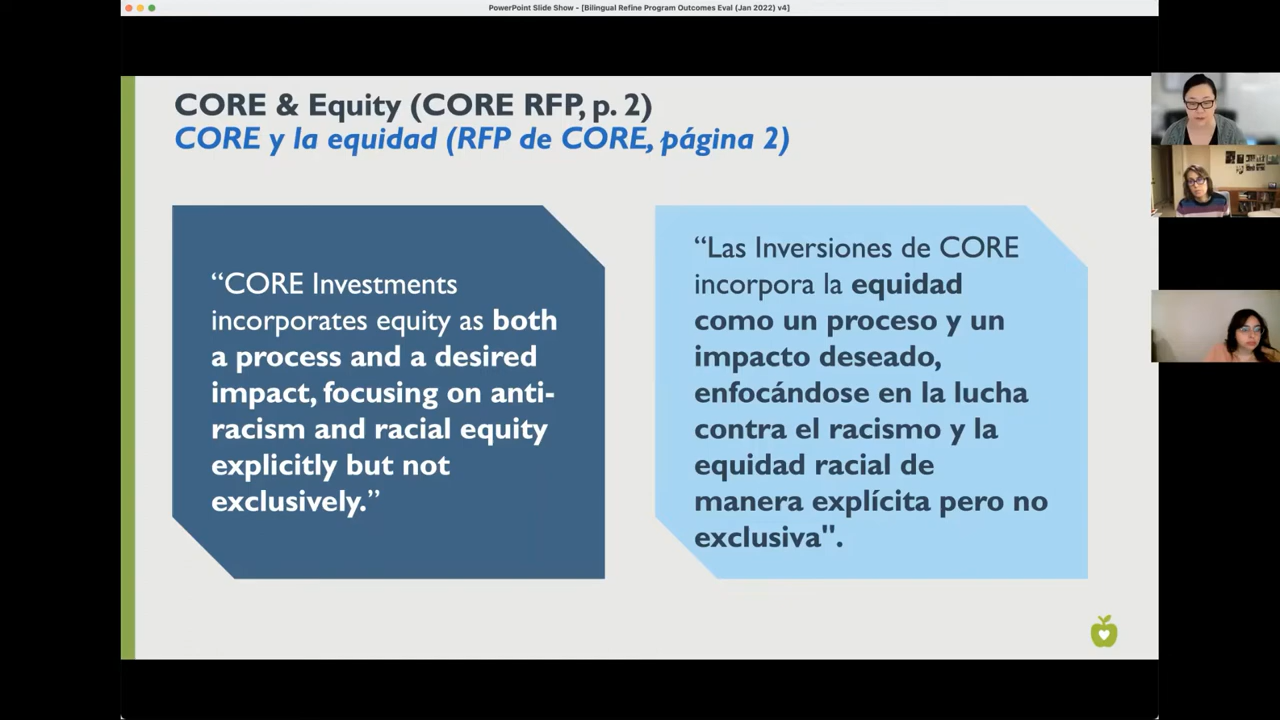 PowerPoint Slide Show - [Bilingual Refine Program Outcomes Eval (Jan 2022) v4]
CORE & Equity (CORE RFP, p. 2)
CORE y la equidad (RFP de CORE, página 2)
“CORE Investments
incorporates equity as both
a process and a desired
impact, focusing on anti-
racism and racial equity
explicitly but not
exclusively.”
“Las Inversiones de CORE
incorpora la equidad
como un proceso y un
impacto deseado,
enfocándose en la lucha
contra el racismo y la
equidad racial de
manera explícita pero no
exclusiva".